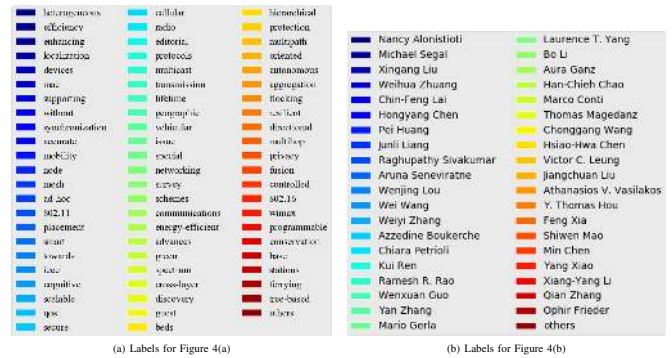 heterogeneous
efficiency
enhancing
localization
devices
mac
supporting
without
synchronization
accurate
mobility
node
mesh
ad-hoc
802.11
placement
smart
towards
ieee
cognitive
scalable
qos
secure
cellular
radio
editorial
protocols
multicast
transmission
lifetime
geographic
vehicular
issue
special
networking
survey
schemes
communications
energy-efficient
advances
green
spectrum
cross-layer
discovery
guest
beds
hierarchical
protection
multipath
oriented
autonomous
aggregation
flocking
resilient
directional
multihop
privacy
fusion
controlled
802.16
wimax
programmable
conservation
base
stations
ferrying
tree-based
others
(a) Labels for Figure 4(a)
Nancy Alonistioti
Michael Segal
Xingang Liu
Weihua Zhuang
Chin-Feng Lai
Hongyang Chen
Pei Huang
Junli Liang
Raghupathy Sivakumar
Aruna Seneviratne
Wenjing Lou
Wei Wang
Weiyi Zhang
Azzedine Boukerche
Chiara Petrioli
Kui Ren
Ramesh R. Rao
Wenxuan Guo
Yan Zhang
Mario Gerla
Laurence T. Yang
Bo Li
Aura Ganz
Han-Chieh Chao
Marco Conti
Thomas Magedanz
Chonggang Wang
Hsiao-Hwa Chen
Victor C. Leung
Jiangchuan Liu
Athanasios V. Vasilakos
Y. Thomas Hou
Feng Xia
Shiwen Mao
Min Chen
Yang Xiao
Xiang-Yang Li
Qian Zhang
Ophir Frieder
others
(b) Labels for Figure 4(b)